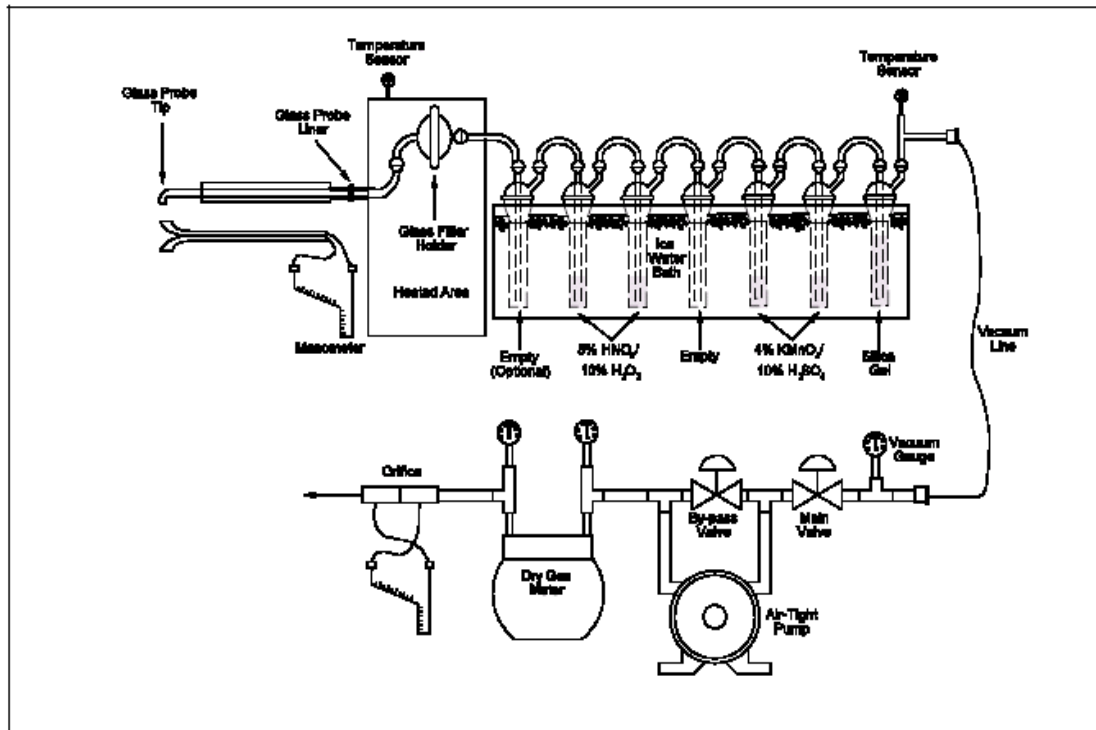 Temperature
Sensor
Temperature
Sensor
Glass Probe
Tip
Glass Probe
Liner
Glass Filter
Holder
Heated Area
Manometer
Ice
Water
Bath
Empty
(Optional)
5% HNO₃/
10% H₂O₂
Empty
4% KMnO₄/
10% H₂SO₄
Silica
Gel
Vacuum
Line
Vacuum
Gauge
Orifice
By-pass
Valve
Main
Valve
Dry Gas
Meter
Air-Tight
Pump